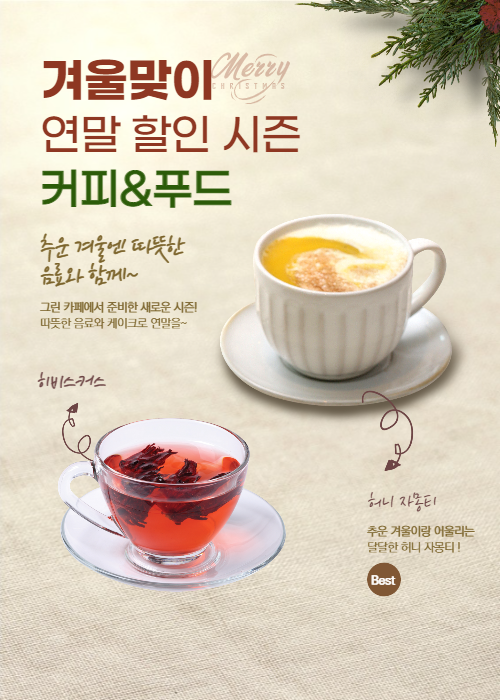 겨울맞이
Merry
CHRISTMAS
연말 할인 시즌
커피&푸드
추운 겨울엔 따뜻한
음료와 함께~
그린 카페에서 준비한 새로운 시즌!
따뜻한 음료와 케이크로 연말을~
히비스커스
허니 자몽티
추운 겨울이랑 어울리는
달달한 허니 자몽티 !
Best